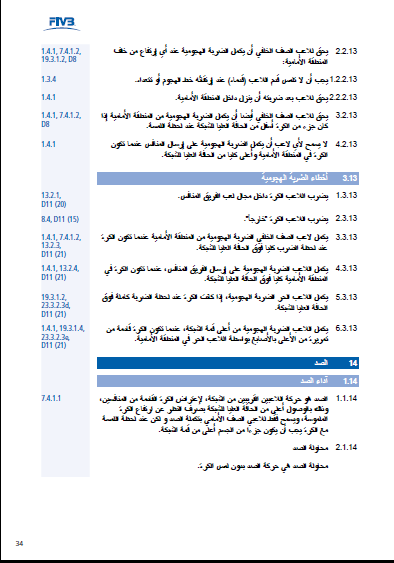 FIVB
2.2.13 يحق للاعب الصف الخلفي أن يكمل الضربة الهجومية عند أي إرتفاع من خلف 1.4.1, 7.4.1.2,
المنطقة الأمامية: 19.3.1.2, D8
1.2.2.13 يجب أن لا تلمس قدم اللاعب (قدماه) عند إرتقائه خط الهجوم أو تتعداه. 1.3.4
2.2.2.13 يحق للاعب بعد ضربته أن ينزل داخل المنطقة الأمامية. 1.4.1
3.2.13 يحق للاعب الصف الخلفي أيضا أن يكمل الضربة الهجومية من المنطقة الأمامية إذا 1.4.1, 7.4.1.2,
كان جزء من الكرة أسفل من الحافة العليا للشبكة عند لحظة اللمسة. D8
4.2.13 لا يسمح لأي لاعب أن يكمل الضربة الهجومية على إرسال المنافس عندما تكون 1.4.1
الكرة في المنطقة الأمامية وأعلى كليا من الحافة العليا للشبكة.
3.13 أخطاء الضربة الهجومية
1.3.13 يضرب اللاعب الكرة داخل مجال لعب الفريق المنافس. 13.2.1,
D11 (20)
2.3.13 يضرب اللاعب الكرة "خارجا". 8.4, D11 (15)
3.3.13 يكمل لاعب الصف الخلفي الضربة الهجومية من المنطقة الأمامية عندما تكون الكرة 1.4.1, 7.4.1.2,
عند لحظة الضرب كليا فوق الحافة العليا للشبكة. 13.2.3,
D11 (21)
4.3.13 يكمل اللاعب الضربة الهجومية على إرسال الفريق المنافس، عندما تكون الكرة في 1.4.1, 13.2.4,
المنطقة الأمامية وكليا فوق الحافة العليا للشبكة. D11 (21)
5.3.13 يكمل اللاعب الحر الضربة الهجومية، إذا كانت الكرة عند لحظة الضربة كاملة فوق 19.3.1.2,
الحافة العليا للشبكة. 23.3.2.3d,
D11 (21)
6.3.13 يكمل اللاعب الضربة الهجومية من أعلى قمة الشبكة، عندما تكون الكرة قادمة من 1.4.1, 19.3.1.4,
تمريرة من الأعلى بالأصابع بواسطة اللاعب الحر في المنطقة الأمامية. 23.3.2.3e,
D11 (21)
14 الصد
1.14 أداء الصد
1.1.14 الصد هو حركة اللاعبين القريبين من الشبكة، لإعتراض الكرة القادمة من المنافسين، 7.4.1.1
وذلك بالوصول أعلى من الحافة العليا للشبكة بصرف النظر عن ارتفاع الكرة
الملموسة، ويسمح فقط للاعبي الصف الأمامي بتكملة الصد ولكن عند لحظة اللمسة
مع الكرة يجب أن يكون جزءا من الجسم أعلى من قمة الشبكة.
2.1.14 محاولة الصد
محاولة الصد هي حركة الصد بدون لمس الكرة.
34